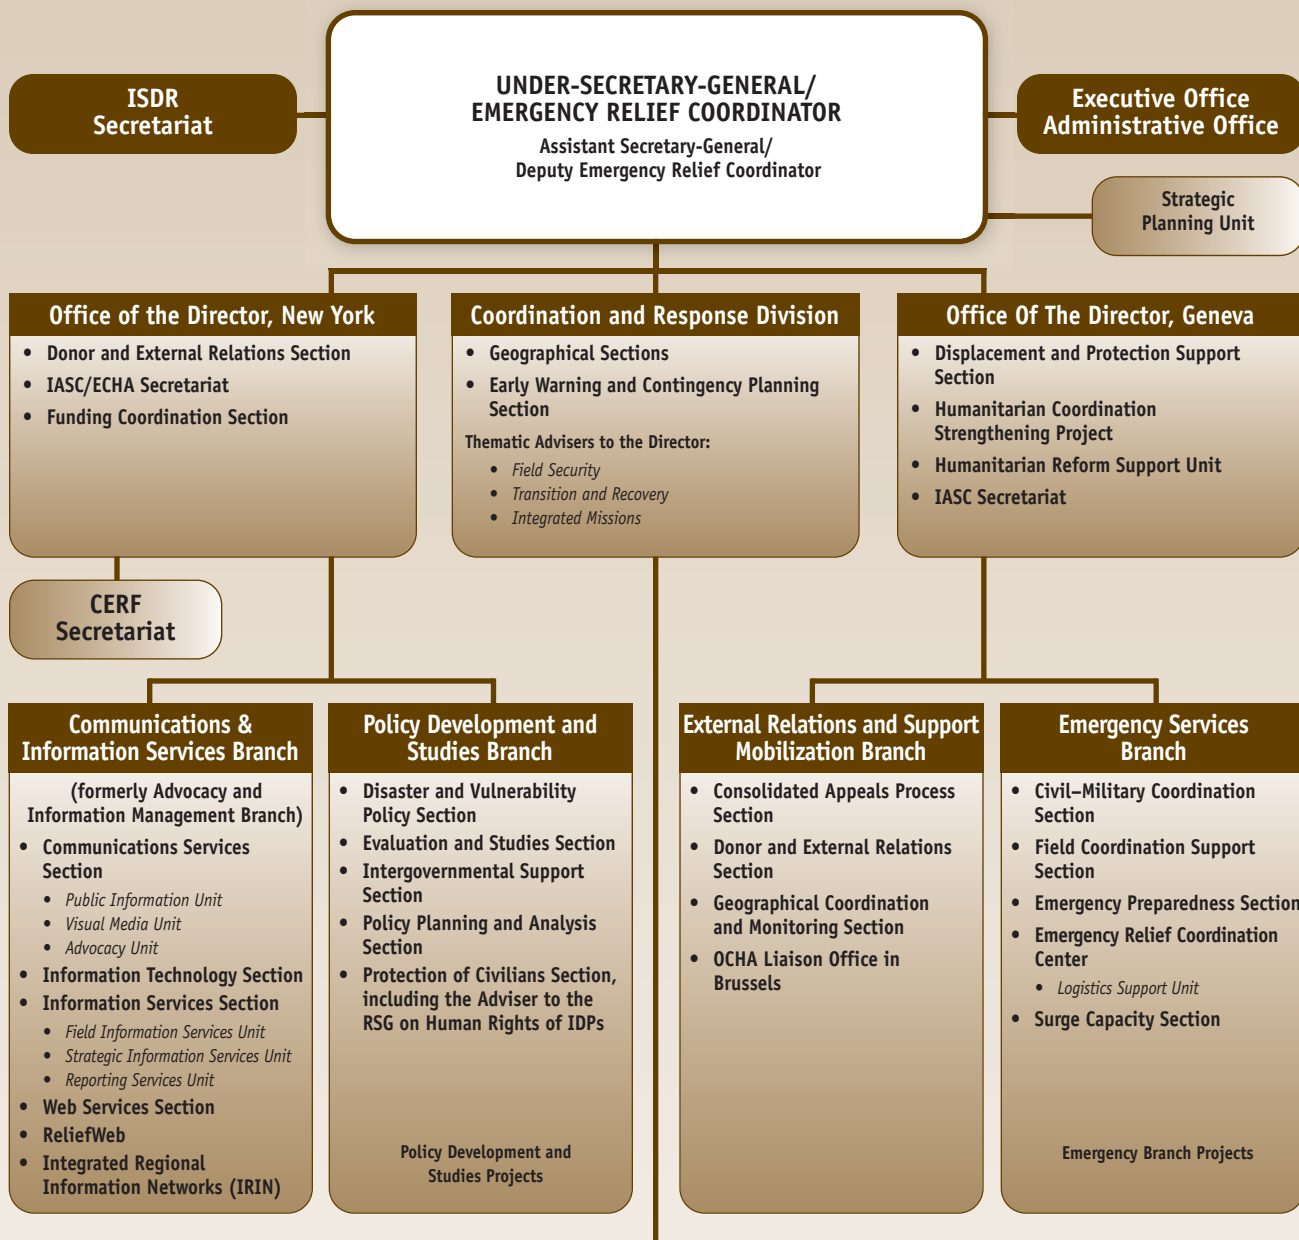 ISDR
Secretariat
UNDER-SECRETARY-GENERAL/
EMERGENCY RELIEF COORDINATOR
Assistant Secretary-General/
Deputy Emergency Relief Coordinator
Executive Office
Administrative Office
Strategic
Planning Unit
Office of the Director, New York
• Donor and External Relations Section
• IASC/ECHA Secretariat
• Funding Coordination Section
Coordination and Response Division
• Geographical Sections
• Early Warning and Contingency Planning
Section
Thematic Advisers to the Director:
• Field Security
• Transition and Recovery
• Integrated Missions
Office Of The Director, Geneva
• Displacement and Protection Support
Section
• Humanitarian Coordination
Strengthening Project
• Humanitarian Reform Support Unit
• IASC Secretariat
CERF
Secretariat
Communications &
Information Services Branch
(formerly Advocacy and
Information Management Branch)
• Communications Services
Section
• Public Information Unit
• Visual Media Unit
• Advocacy Unit
• Information Technology Section
• Information Services Section
• Field Information Services Unit
• Strategic Information Services Unit
• Reporting Services Unit
• Web Services Section
• ReliefWeb
• Integrated Regional
Information Networks (IRIN)
Policy Development and
Studies Branch
• Disaster and Vulnerability
Policy Section
• Evaluation and Studies Section
• Intergovernmental Support
Section
• Policy Planning and Analysis
Section
• Protection of Civilians Section,
including the Adviser to the
RSG on Human Rights of IDPs
Policy Development and
Studies Projects
External Relations and Support
Mobilization Branch
• Consolidated Appeals Process
Section
• Donor and External Relations
Section
• Geographical Coordination
and Monitoring Section
• OCHA Liaison Office in
Brussels
Emergency Services
Branch
• Civil–Military Coordination
Section
• Field Coordination Support
Section
• Emergency Preparedness Section
• Emergency Relief Coordination
Center
• Logistics Support Unit
• Surge Capacity Section
Emergency Branch Projects